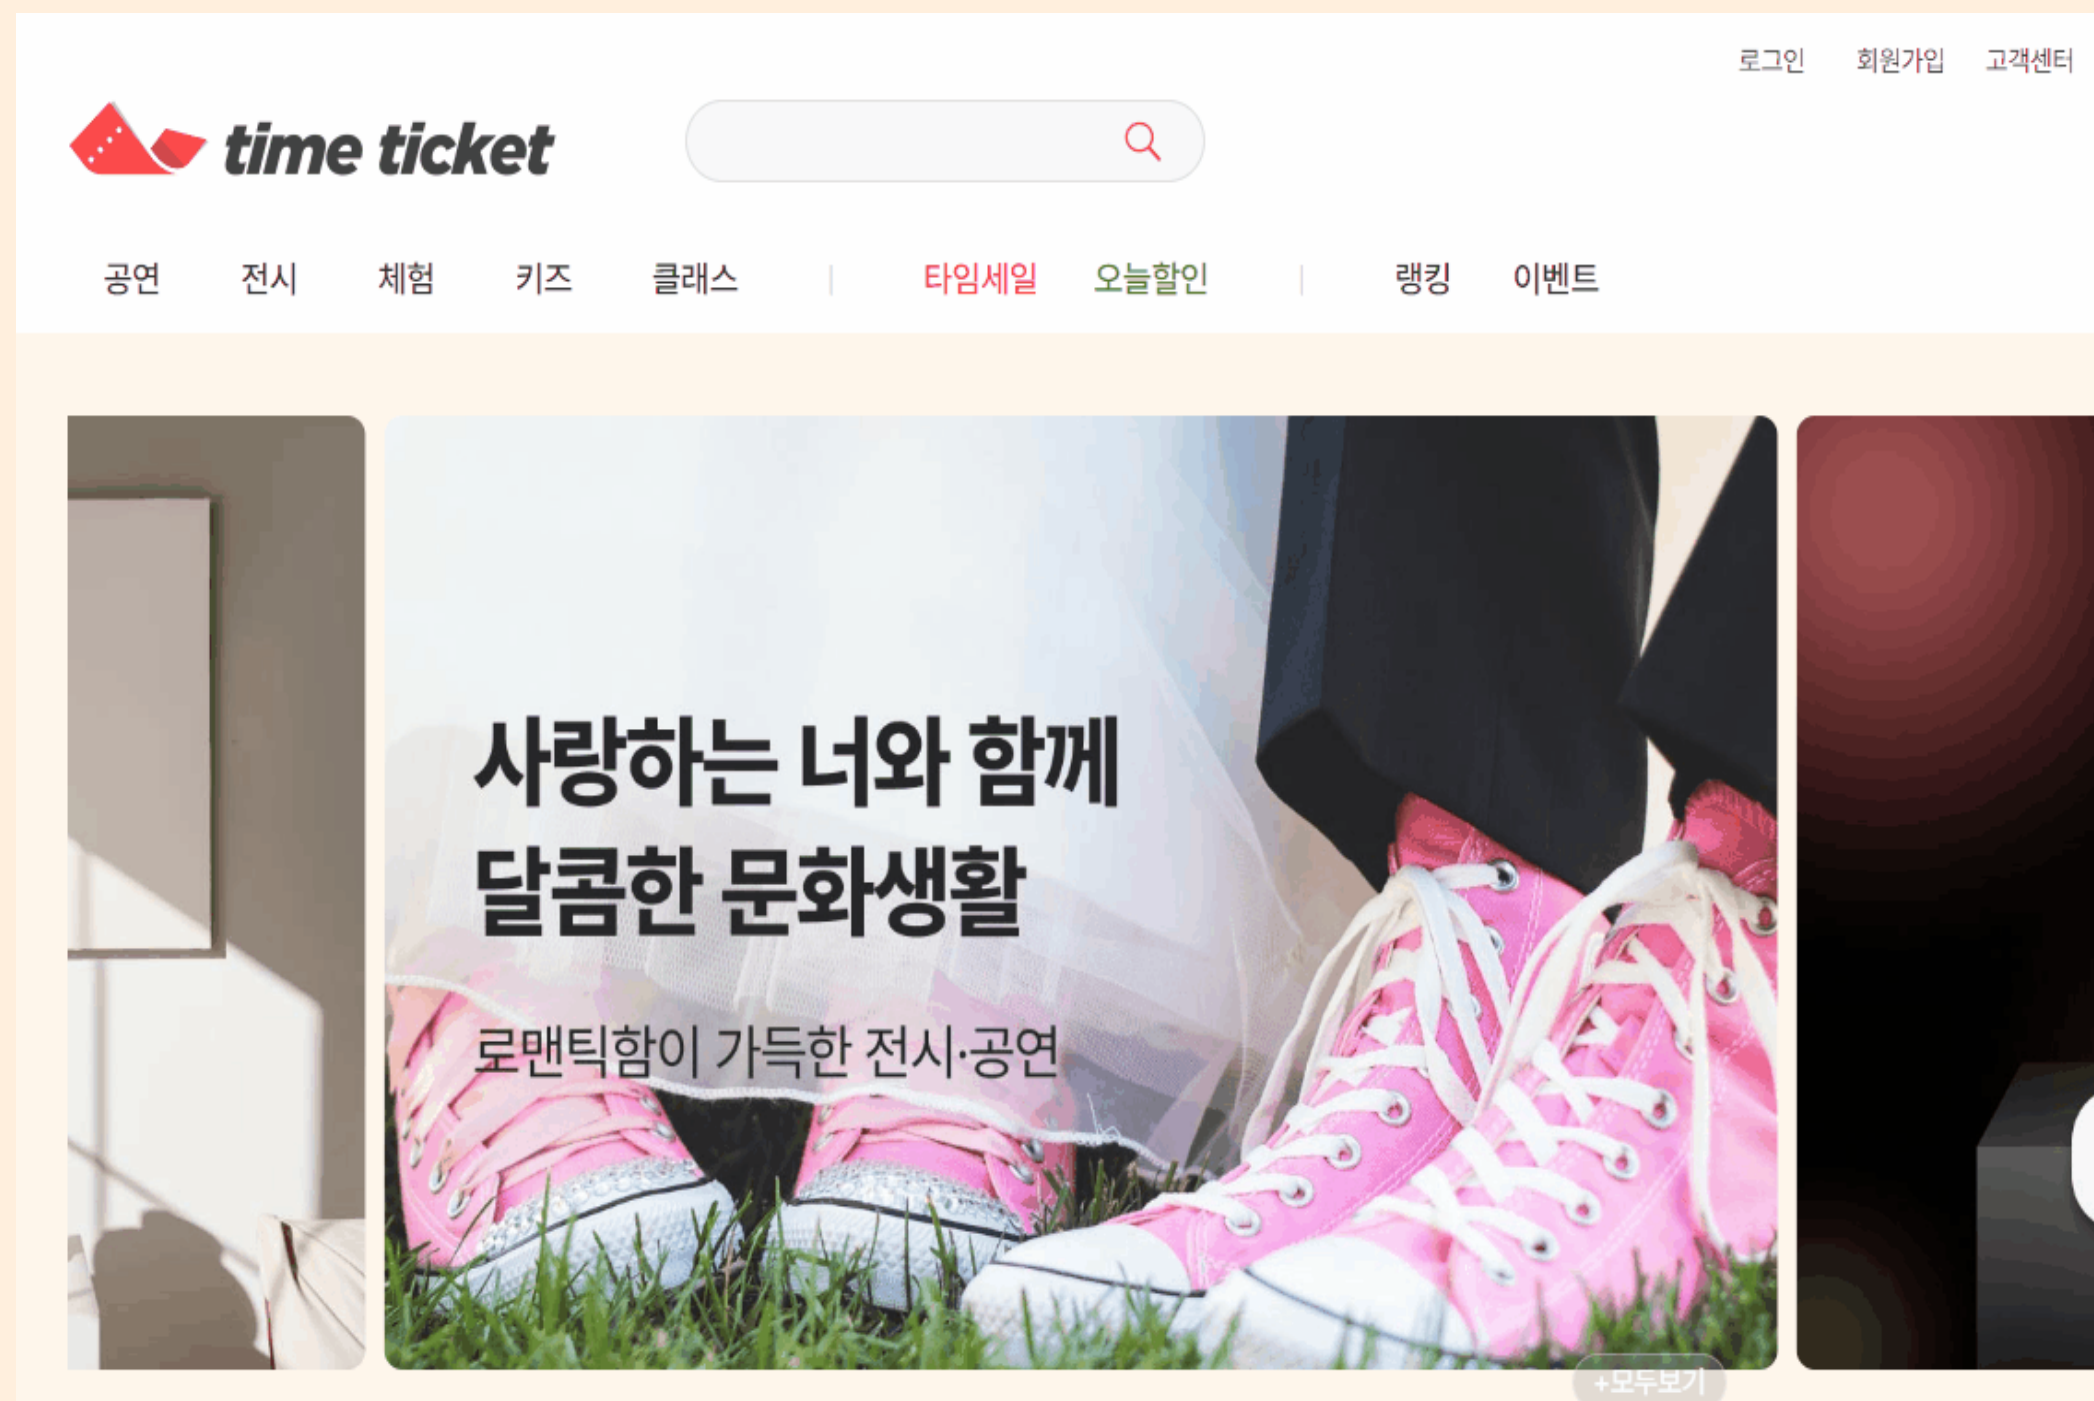 로그인 회원가입 고객센터
time ticket
공연 전시 체험 키즈 클래스 | 타임세일 오늘할인 | 랭킹 이벤트
사랑하는 너와 함께
달콤한 문화생활
로맨틱함이 가득한 전시·공연
+모두보기